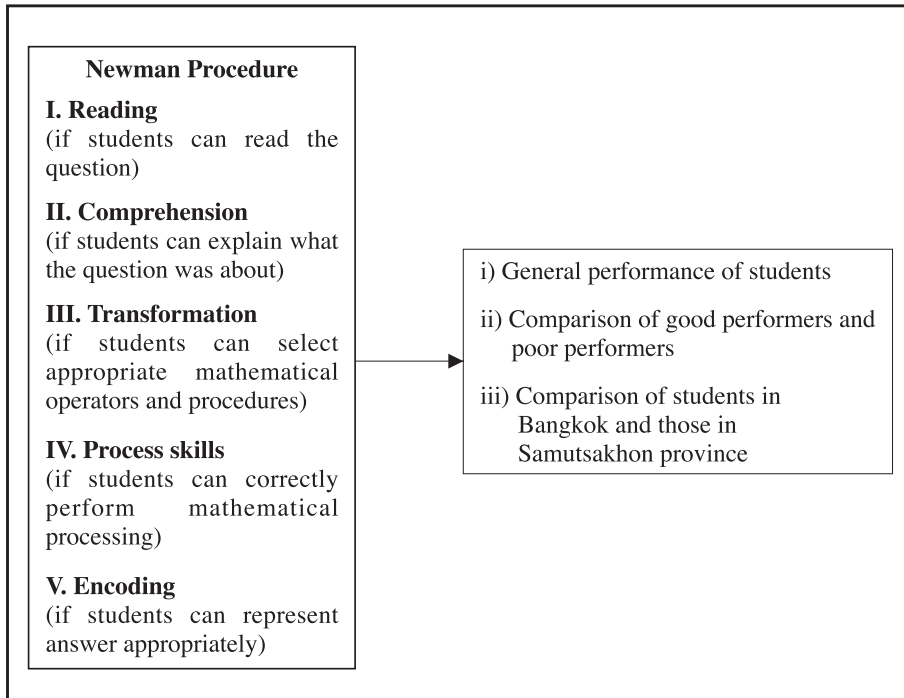 Newman Procedure
I. Reading
(if students can read the
question)
II. Comprehension
(if students can explain what
the question was about)
III. Transformation
(if students can select
appropriate mathematical
operators and procedures)
IV. Process skills
(if students can correctly
perform mathematical
processing)
V. Encoding
(if students can represent
answer appropriately)
i) General performance of students
ii) Comparison of good performers and
poor performers
iii) Comparison of students in
Bangkok and those in
Samutsakhon province